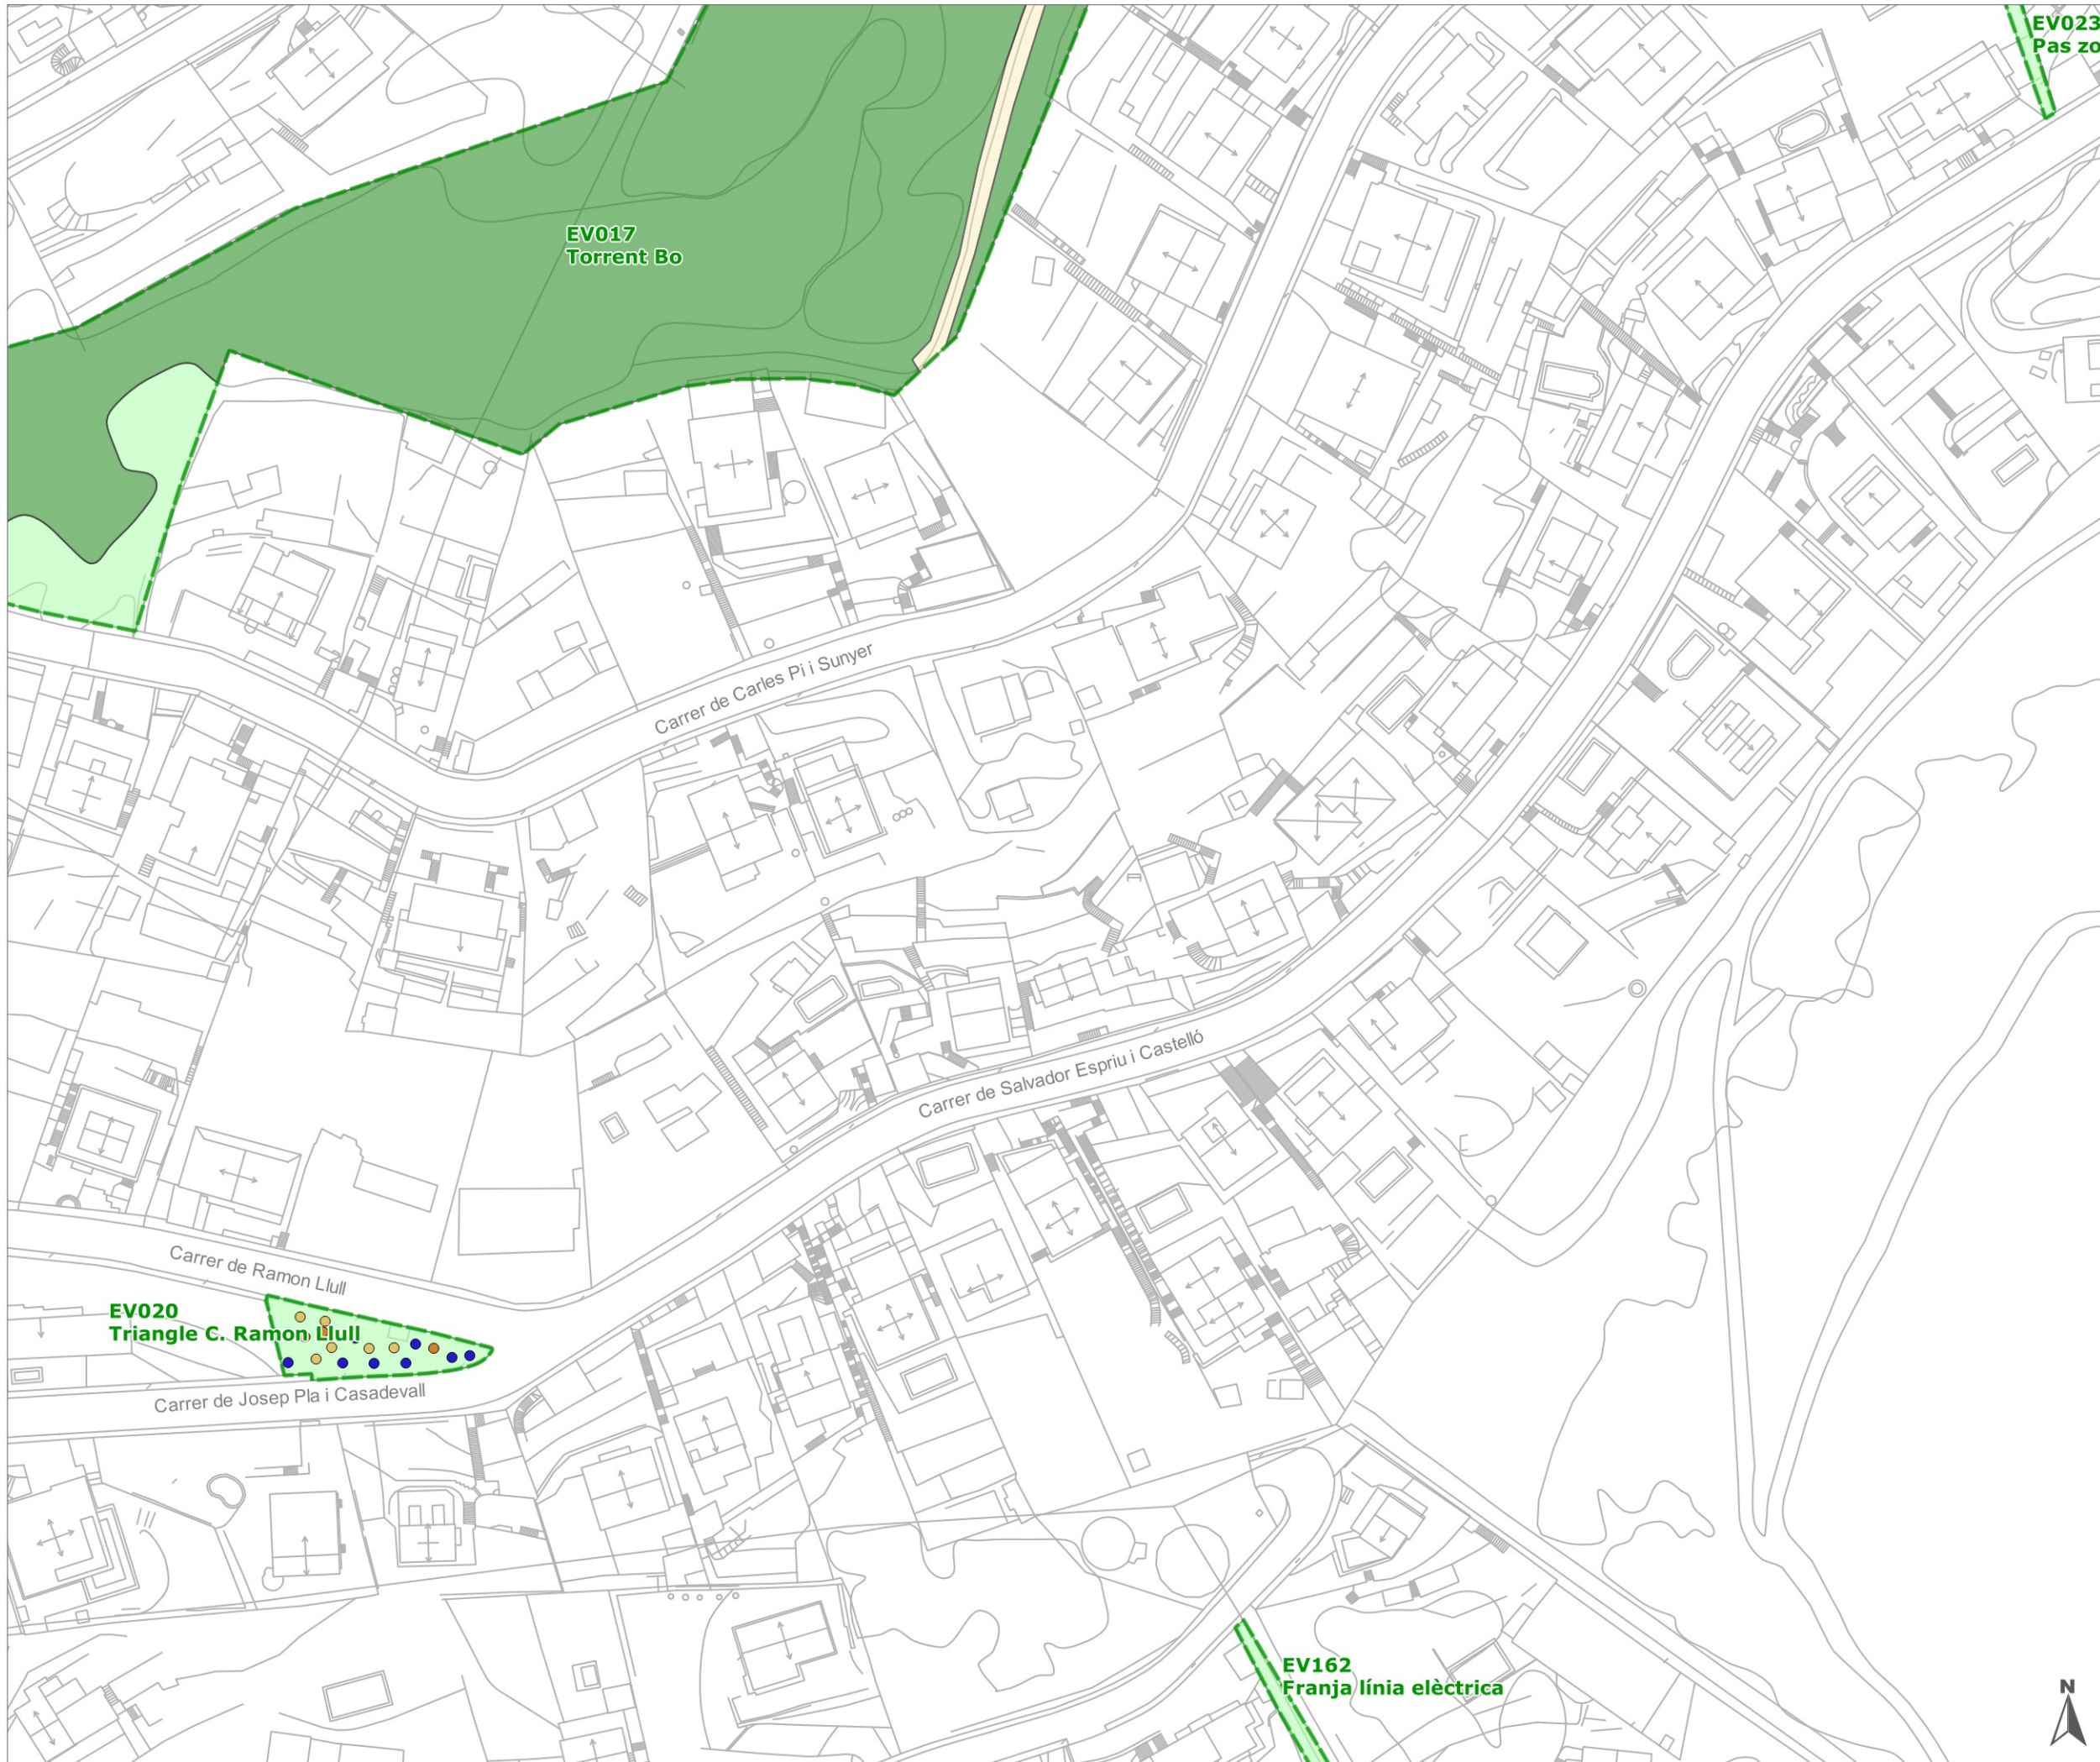 EV023
Pas zo
EV017
Torrent Bo
Carrer de Carles Pi i Sunyer
Carrer de Salvador Espriu i Castelló
Carrer de Ramon Llull
EV020
Triangle C. Ramon Llull
Carrer de Josep Pla i Casadevall
EV162
Franja línia elèctrica
N